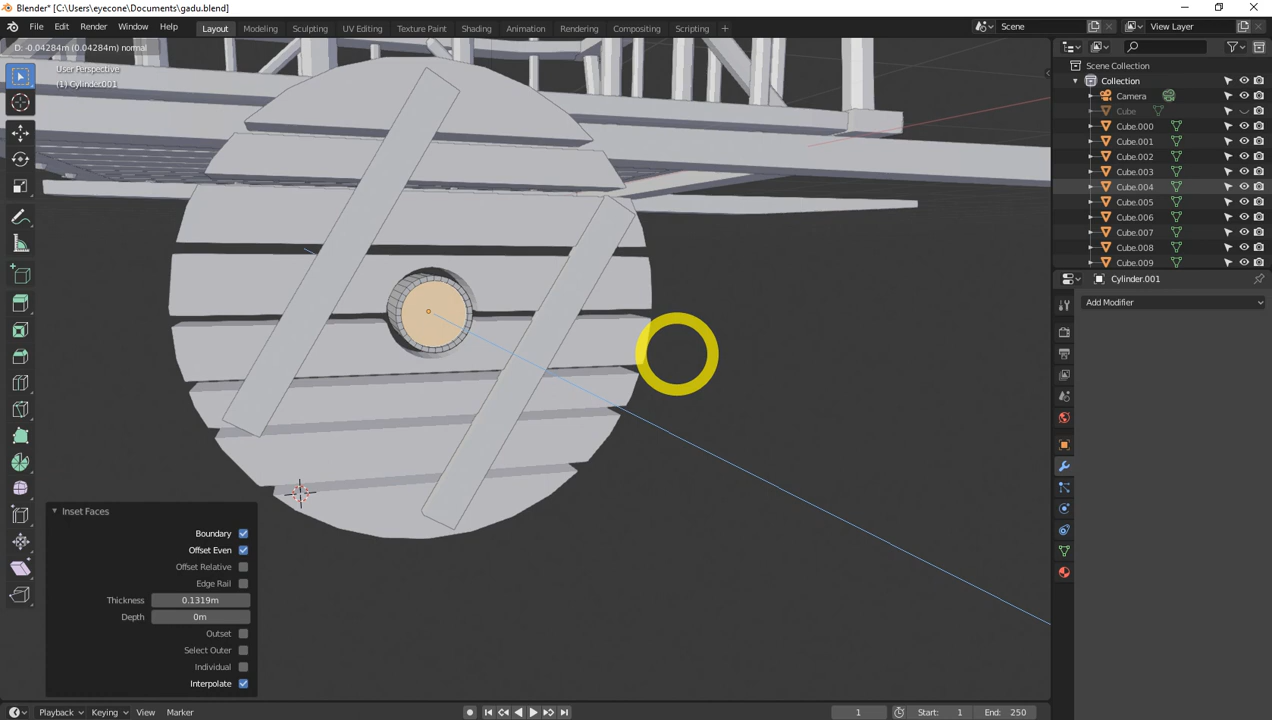 Blender* [C:\Users\eyecone\Documents\gadu.blend]
File Edit Render Window Help Layout Modeling Sculpting UV Editing Texture Paint Shading Animation Rendering Compositing Scripting + Scene View Layer
D: -0.04284m (0.04284m) normal
User Perspective
(1) Cylinder.001
Scene Collection
Collection
Camera
Cube
Cube.000
Cube.001
Cube.002
Cube.003
Cube.004
Cube.005
Cube.006
Cube.007
Cube.008
Cube.009
Cylinder.001
Add Modifier
Inset Faces
Boundary
Offset Even
Offset Relative
Edge Rail
Thickness 0.1319m
Depth 0m
Outset
Select Outer
Individual
Interpolate
Playback Keying View Marker 1 Start: 1 End: 250